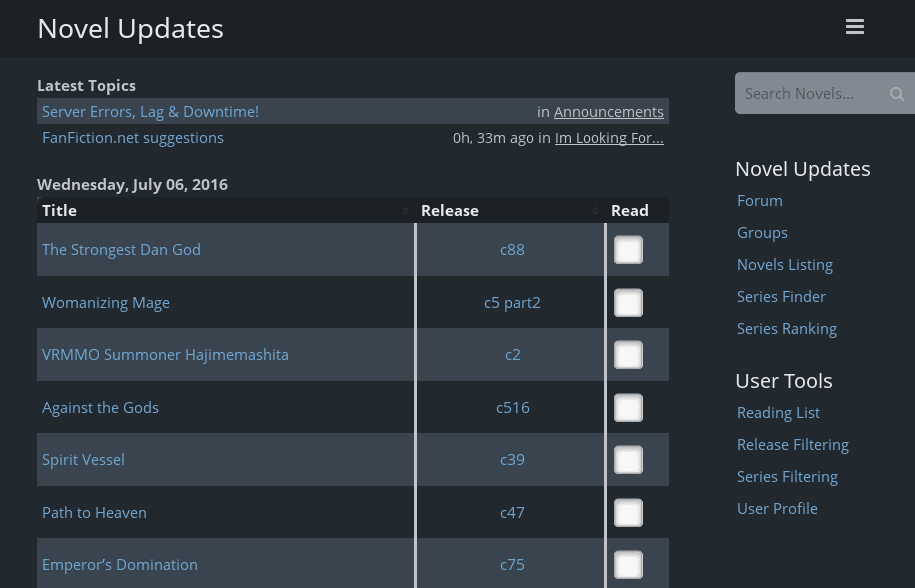 Novel Updates
Latest Topics
Server Errors, Lag & Downtime! in Announcements
FanFiction.net suggestions 0h, 33m ago in Im Looking For...
Wednesday, July 06, 2016
Title Release Read
The Strongest Dan God c88
Womanizing Mage c5 part2
VRMMO Summoner Hajimemashita c2
Against the Gods c516
Spirit Vessel c39
Path to Heaven c47
Emperor’s Domination c75
Search Novels...
Novel Updates
Forum
Groups
Novels Listing
Series Finder
Series Ranking
User Tools
Reading List
Release Filtering
Series Filtering
User Profile